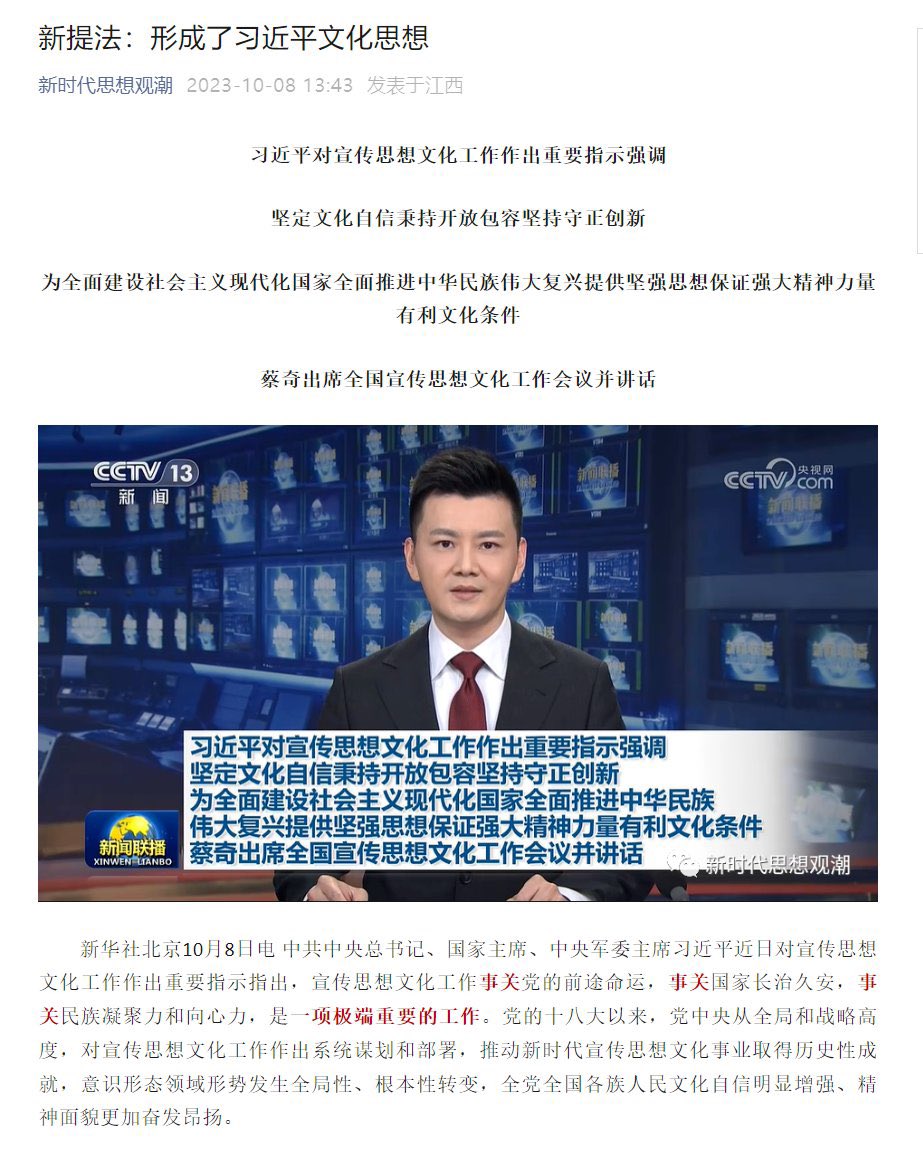 新提法：形成了习近平文化思想
新时代思想观潮 2023-10-08 13:43 发表于江西
习近平对宣传思想文化工作作出重要指示强调
坚定文化自信秉持开放包容坚持守正创新
为全面建设社会主义现代化国家全面推进中华民族伟大复兴提供坚强思想保证强大精神力量
有利文化条件
蔡奇出席全国宣传思想文化工作会议并讲话
CCTV 13
新闻
CCTV 央视网
com
习近平对宣传思想文化工作作出重要指示强调
坚定文化自信秉持开放包容坚持守正创新
为全面建设社会主义现代化国家全面推进中华民族
伟大复兴提供坚强思想保证强大精神力量有利文化条件
蔡奇出席全国宣传思想文化工作会议并讲话
新闻联播
XINWEN LIANBO
新时代思想观潮
新华社北京10月8日电 中共中央总书记、国家主席、中央军委主席习近平近日对宣传思想
文化工作作出重要指示指出，宣传思想文化工作事关党的前途命运，事关国家长治久安，事
关民族凝聚力和向心力，是一项极端重要的工作。党的十八大以来，党中央从全局和战略高
度，对宣传思想文化工作作出系统谋划和部署，推动新时代宣传思想文化事业取得历史性成
就，意识形态领域形势发生全局性、根本性转变，全党全国各族人民文化自信明显增强、精
神面貌更加奋发昂扬。